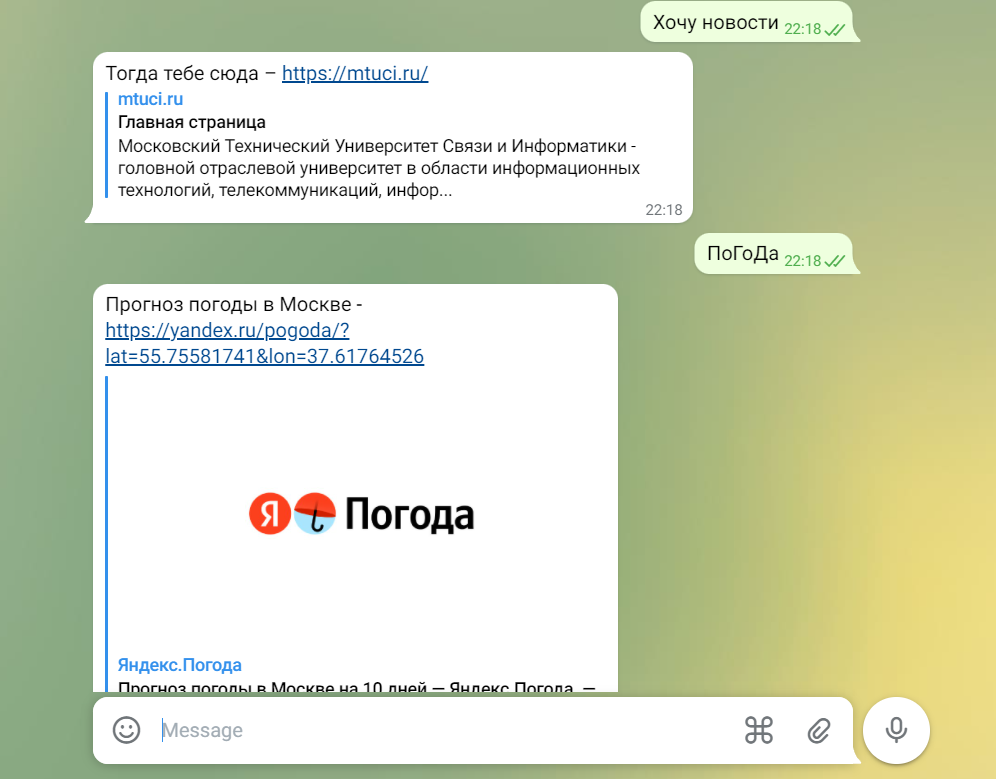 Хочу новости 22:18
Тогда тебе сюда – https://mtuci.ru/
mtuci.ru
Главная страница
Московский Технический Университет Связи и Информатики -
головной отраслевой университет в области информационных
технологий, телекоммуникаций, инфор...
22:18
ПоГоДа 22:18
Прогноз погоды в Москве -
https://yandex.ru/pogoda/?
lat=55.75581741&lon=37.61764526
Я Погода
Яндекс.Погода
Прогноз погоды в Москве на 10 дней — Яндекс.Погода —
Message